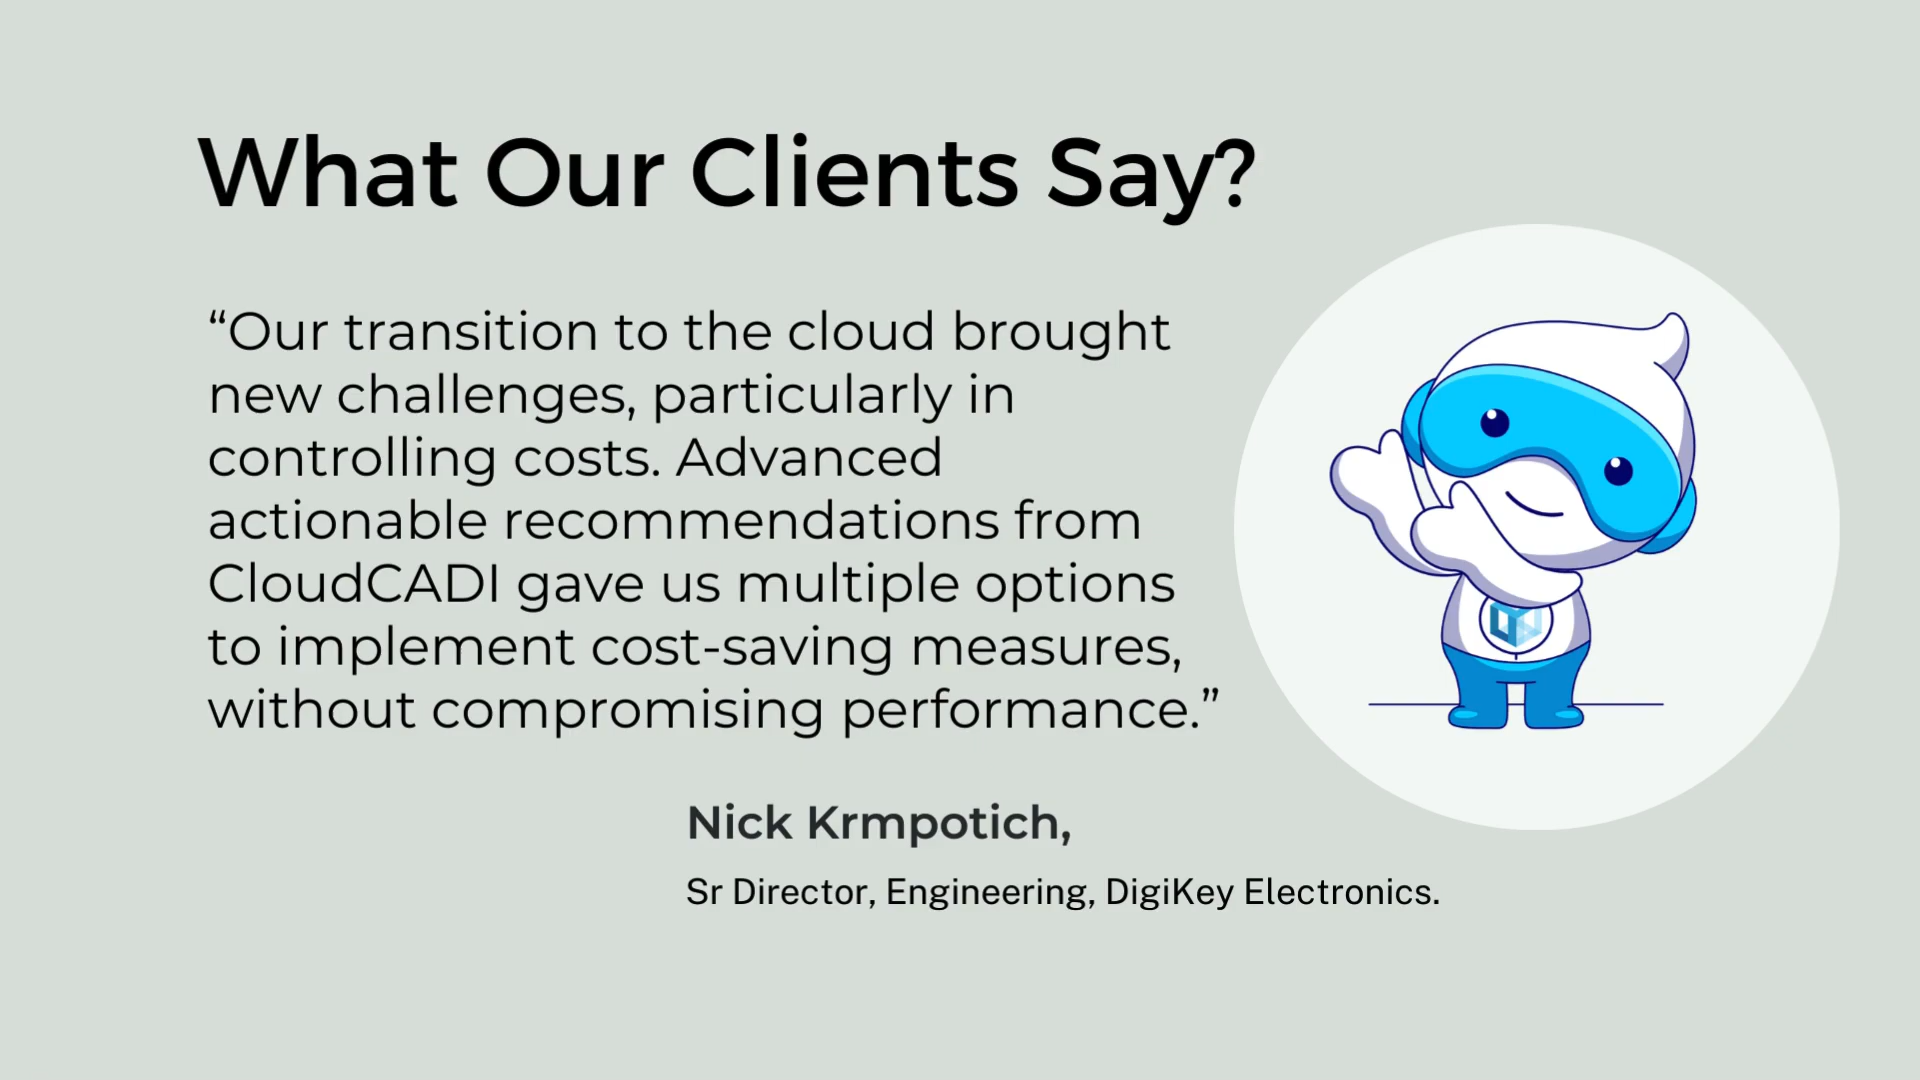 What Our Clients Say?
“Our transition to the cloud brought
new challenges, particularly in
controlling costs. Advanced
actionable recommendations from
CloudCADI gave us multiple options
to implement cost-saving measures,
without compromising performance.”
Nick Krmpotich,
Sr Director, Engineering, DigiKey Electronics.